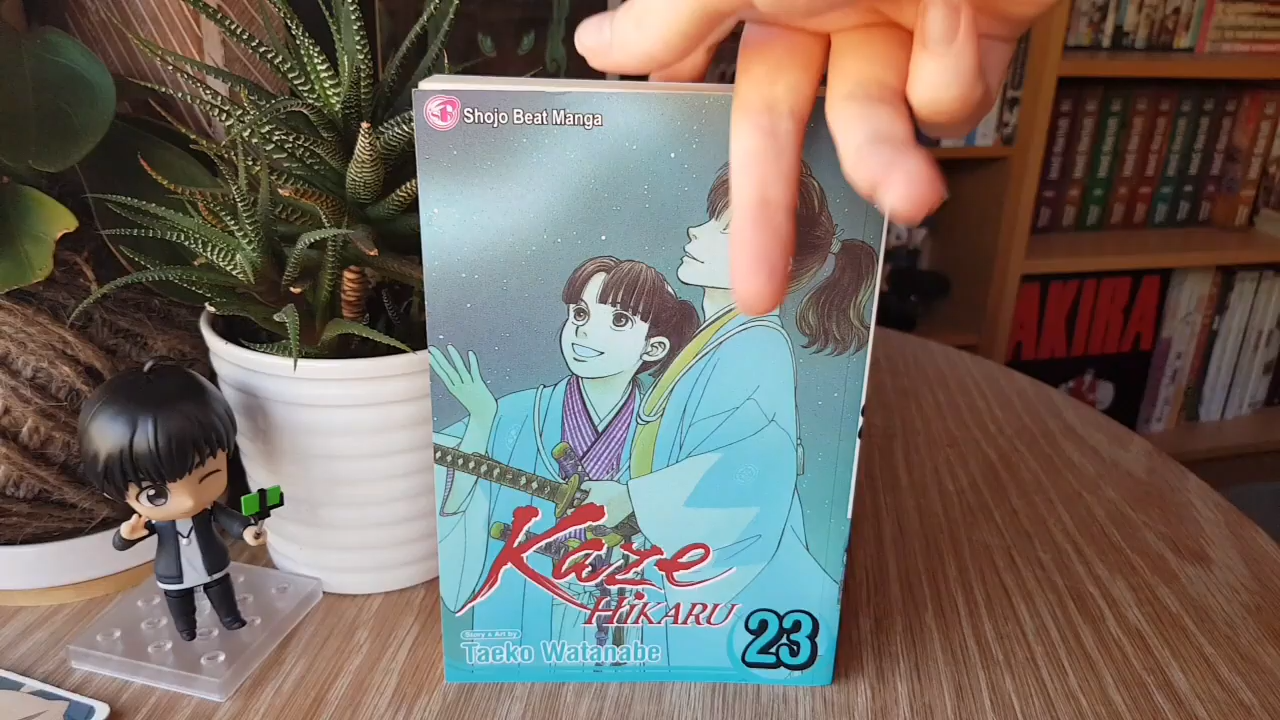 Shojo Beat Manga
Kaze
HIKARU
Story & Art by
Taeko Watanabe
23
AKIRA